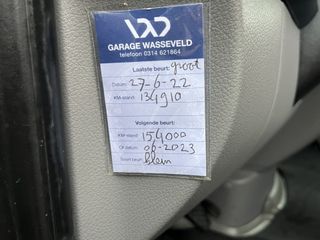 GARAGE WASSEVELD
telefoon 0314 621864
Laatste beurt: groot
Datum: 27-6-22
KM-stand: 134910
Volgende beurt:
KM-stand: 154000
Of datum: 06-2023
Soort beurt: klein